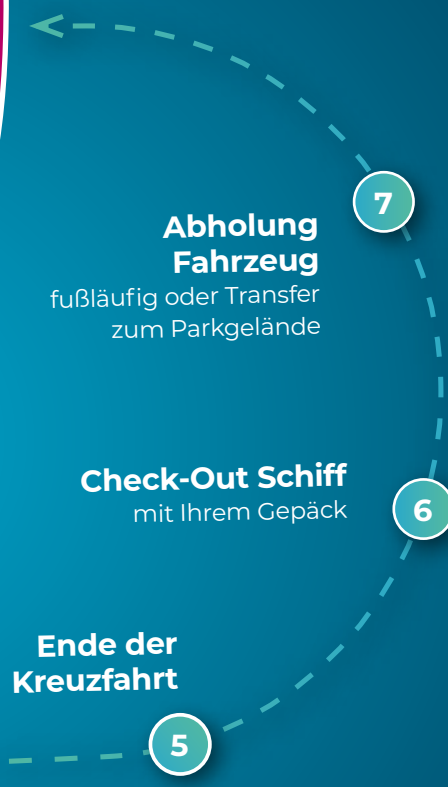 7
Abholung
Fahrzeug
fußläufig oder Transfer
zum Parkgelände
Check-Out Schiff
mit Ihrem Gepäck
6
Ende der
Kreuzfahrt
5